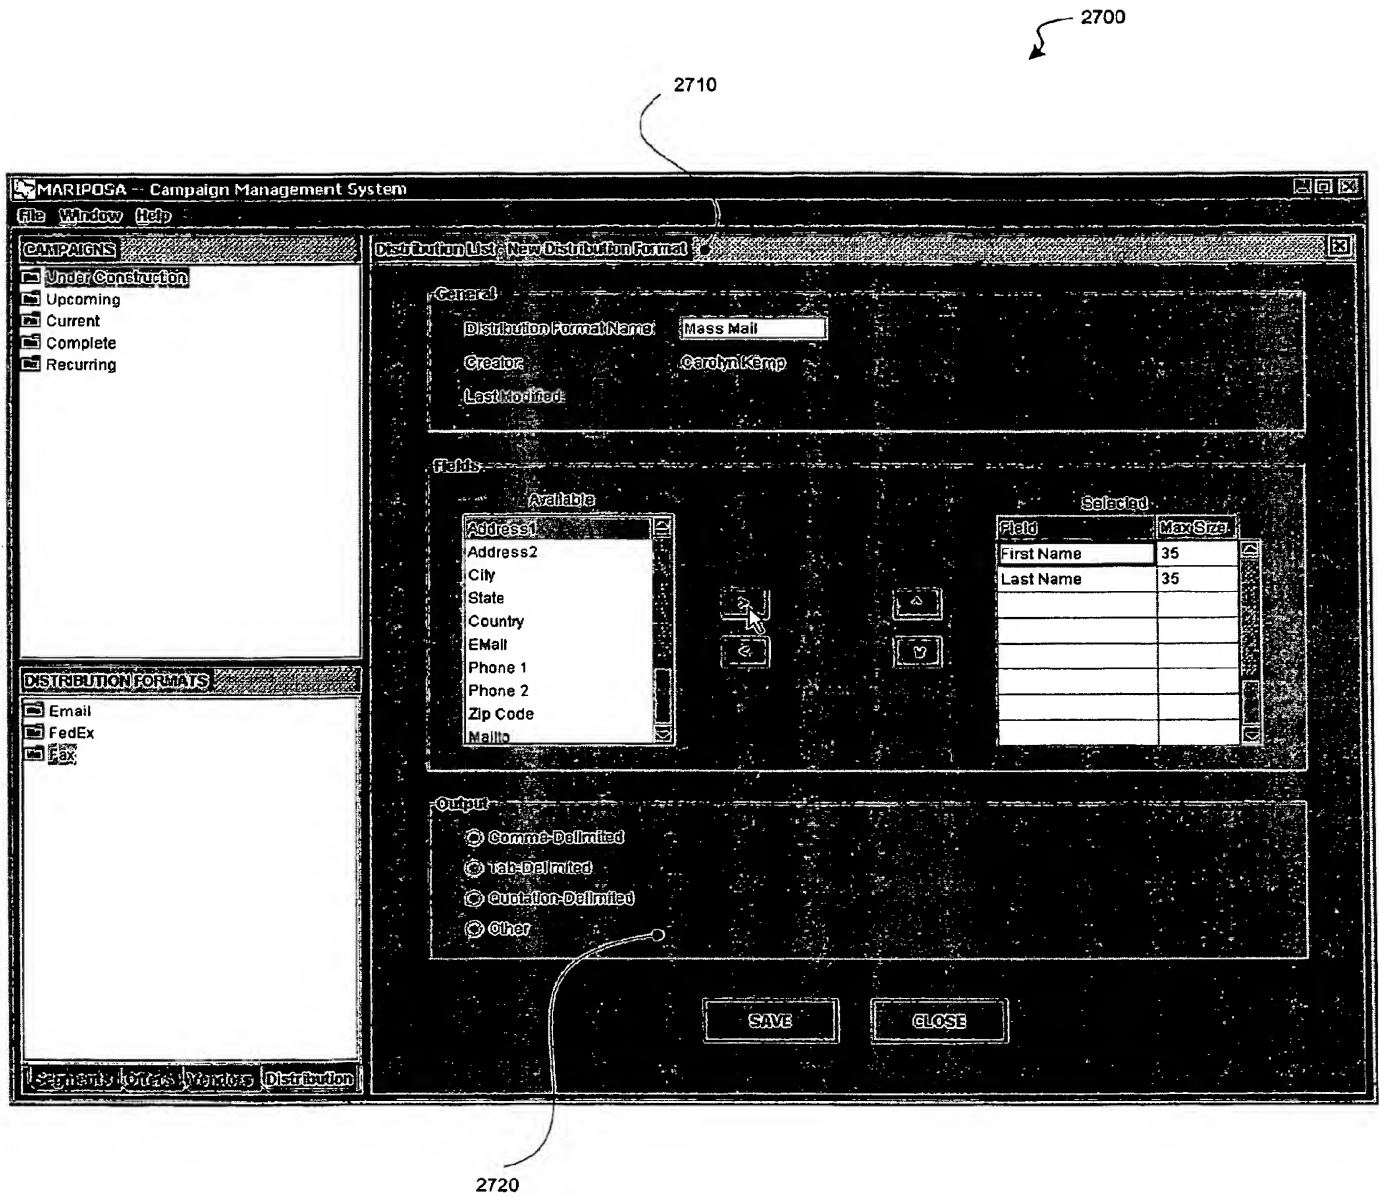 2700
2710
MARIPOSA -- Campaign Management System
File Window Help
CAMPAIGNS
Under Construction
Upcoming
Current
Complete
Recurring
DISTRIBUTION FORMATS
Email
FedEx
Fax
Segments Offers Vendors Distribution
Distribution List - New Distribution Format
General
Distribution Format Name: Mass Mail
Creator: Carolyn Kemp
Last Modified:
Fields
Available
Address1
Address2
City
State
Country
EMail
Phone 1
Phone 2
Zip Code
Mailto
Selected
Field Max Size
First Name 35
Last Name 35
Output
Comma-Delimited
Tab-Delimited
Quotation-Delimited
Other
SAVE CLOSE
2720